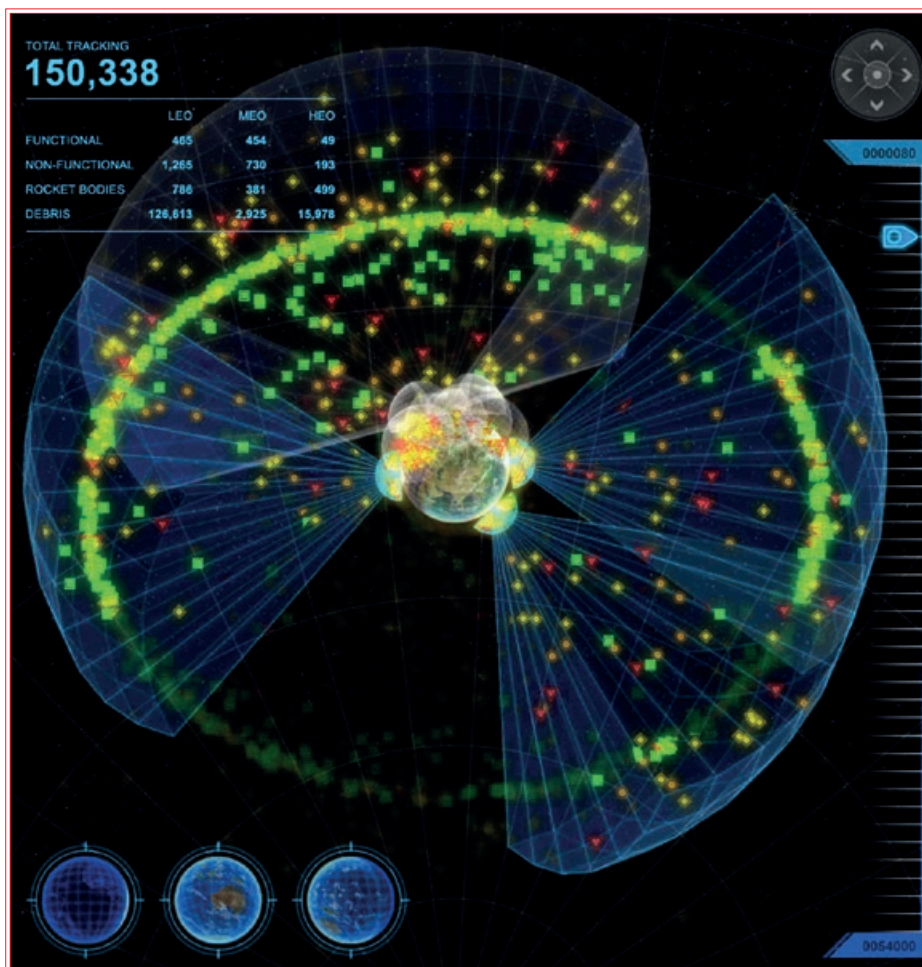 TOTAL TRACKING
150,338
LEO MEO HEO
FUNCTIONAL 465 454 49
NON-FUNCTIONAL 1,265 730 193
ROCKET BODIES 786 381 499
DEBRIS 126,613 2,925 15,978
0000080
0054000